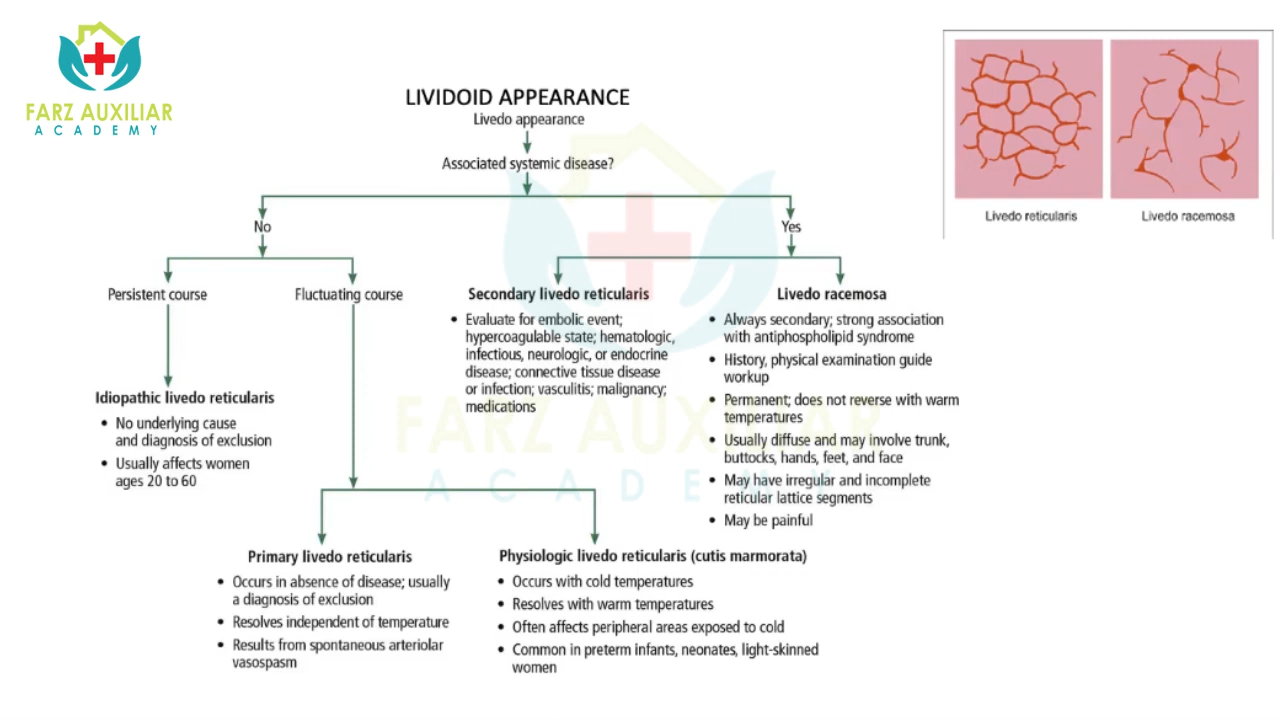 FARZ AUXILIAR
ACADEMY
LIVIDOID APPEARANCE
Livedo appearance
Associated systemic disease?
No
Yes
Persistent course
Fluctuating course
Idiopathic livedo reticularis
• No underlying cause
and diagnosis of exclusion
• Usually affects women
ages 20 to 60
Secondary livedo reticularis
• Evaluate for embolic event;
hypercoagulable state; hematologic,
infectious, neurologic, or endocrine
disease; connective tissue disease
or infection; vasculitis; malignancy;
medications
Livedo racemosa
• Always secondary; strong association
with antiphospholipid syndrome
• History, physical examination guide
workup
• Permanent; does not reverse with warm
temperatures
• Usually diffuse and may involve trunk,
buttocks, hands, feet, and face
• May have irregular and incomplete
reticular lattice segments
• May be painful
Primary livedo reticularis
• Occurs in absence of disease; usually
a diagnosis of exclusion
• Resolves independent of temperature
• Results from spontaneous arteriolar
vasospasm
Physiologic livedo reticularis (cutis marmorata)
• Occurs with cold temperatures
• Resolves with warm temperatures
• Often affects peripheral areas exposed to cold
• Common in preterm infants, neonates, light-skinned
women
Livedo reticularis
Livedo racemosa
FARZ AUXILIAR
ACADEMY